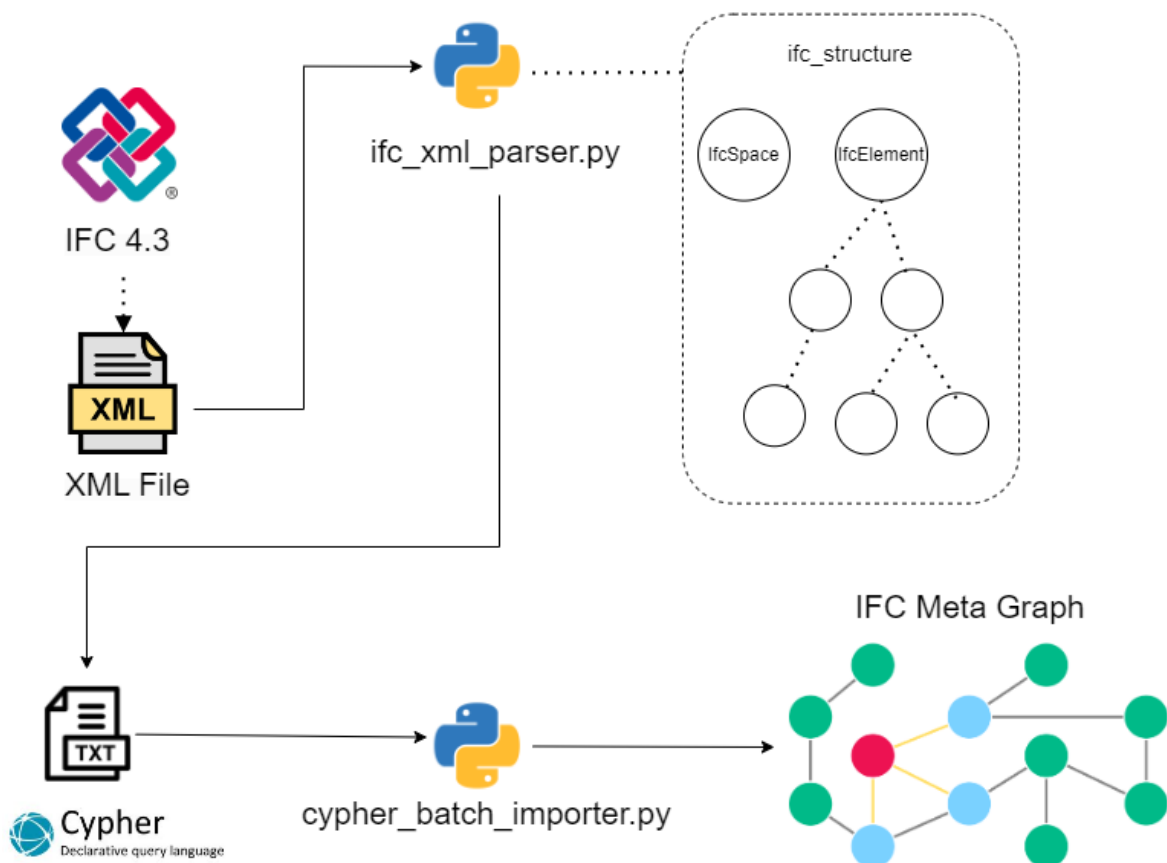 ifc_structure
IfcSpace
IfcElement
ifc_xml_parser.py
®
IFC 4.3
XML
XML File
IFC Meta Graph
TXT
cypher_batch_importer.py
Cypher
Declarative query language